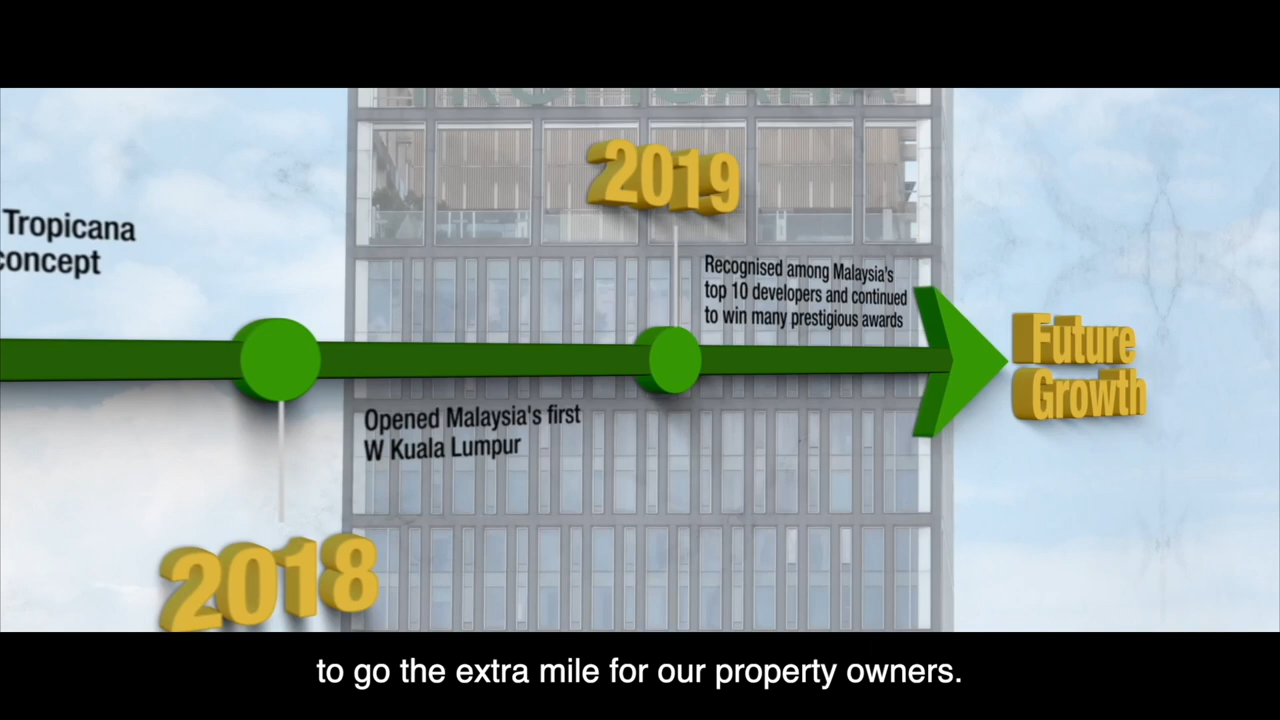 2019
Tropicana
concept
Recognised among Malaysia's
top 10 developers and continued
to win many prestigious awards
Future
Growth
Opened Malaysia's first
W Kuala Lumpur
2018
to go the extra mile for our property owners.